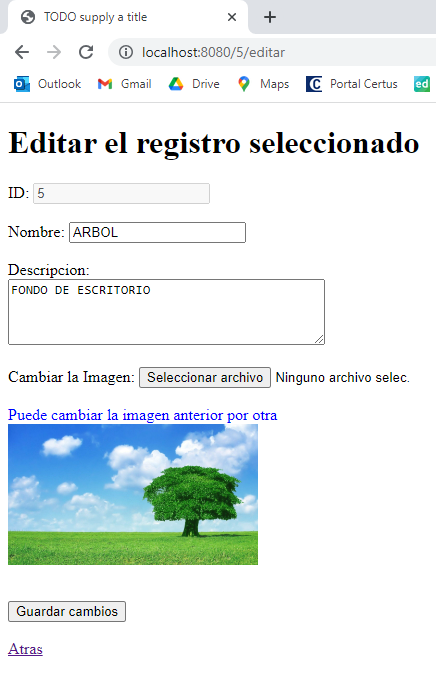 TODO supply a title
localhost:8080/5/editar
Outlook Gmail Drive Maps Portal Certus ed
Editar el registro seleccionado
ID: 5
Nombre: ARBOL
Descripcion:
FONDO DE ESCRITORIO
Cambiar la Imagen: Seleccionar archivo Ninguno archivo selec.
Puede cambiar la imagen anterior por otra
Guardar cambios
Atras